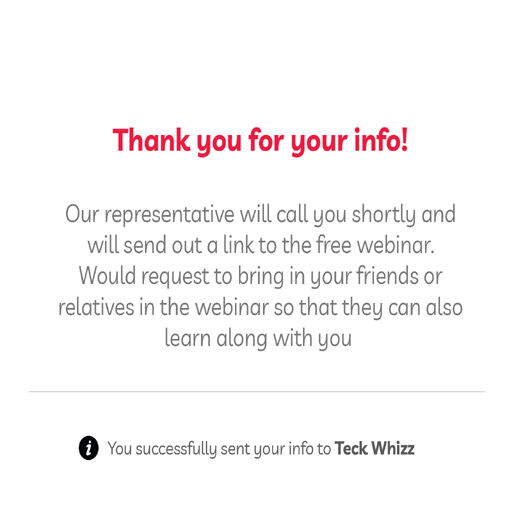 Thank you for your info!
Our representative will call you shortly and
will send out a link to the free webinar.
Would request to bring in your friends or
relatives in the webinar so that they can also
learn along with you
i You successfully sent your info to Teck Whizz